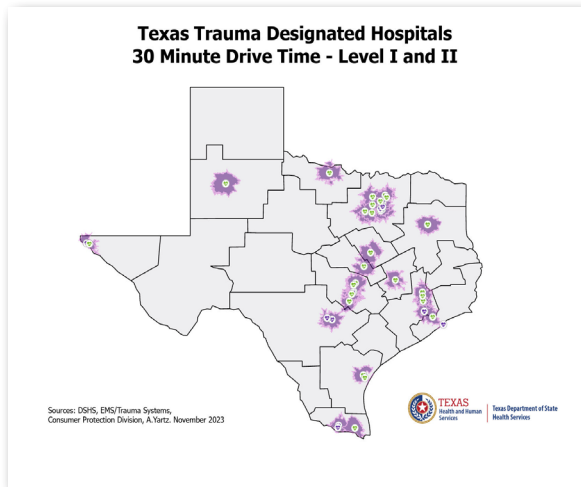 Texas Trauma Designated Hospitals
30 Minute Drive Time - Level I and II
Sources: DSHS, EMS/Trauma Systems,
Consumer Protection Division, A.Yartz. November 2023
TEXAS
Health and Human
Services
Texas Department of State
Health Services